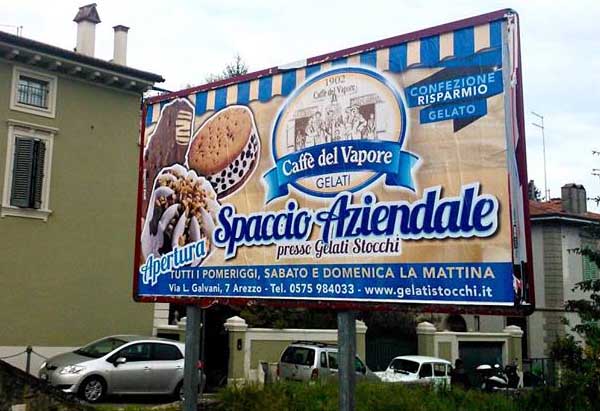 1902
Caffè del Vapore
Caffè del Vapore
GELATI
CONFEZIONE
RISPARMIO
GELATO
Spaccio Aziendale
presso Gelati Stocchi
Apertura
TUTTI I POMERIGGI, SABATO E DOMENICA LA MATTINA
Via L. Galvani, 7 Arezzo - Tel. 0575 984033 - www.gelatistocchi.it